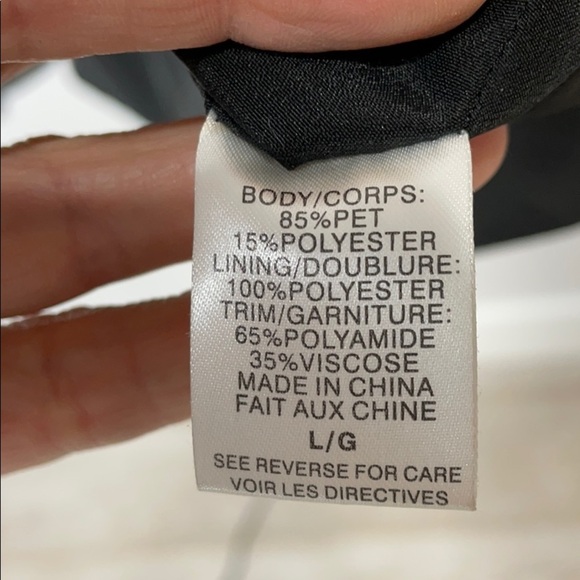 BODY/CORPS:
85%PET
15%POLYESTER
LINING/DOUBLURE:
100%POLYESTER
TRIM/GARNITURE:
65%POLYAMIDE
35%VISCOSE
MADE IN CHINA
FAIT AUX CHINE
L/G
SEE REVERSE FOR CARE
VOIR LES DIRECTIVES